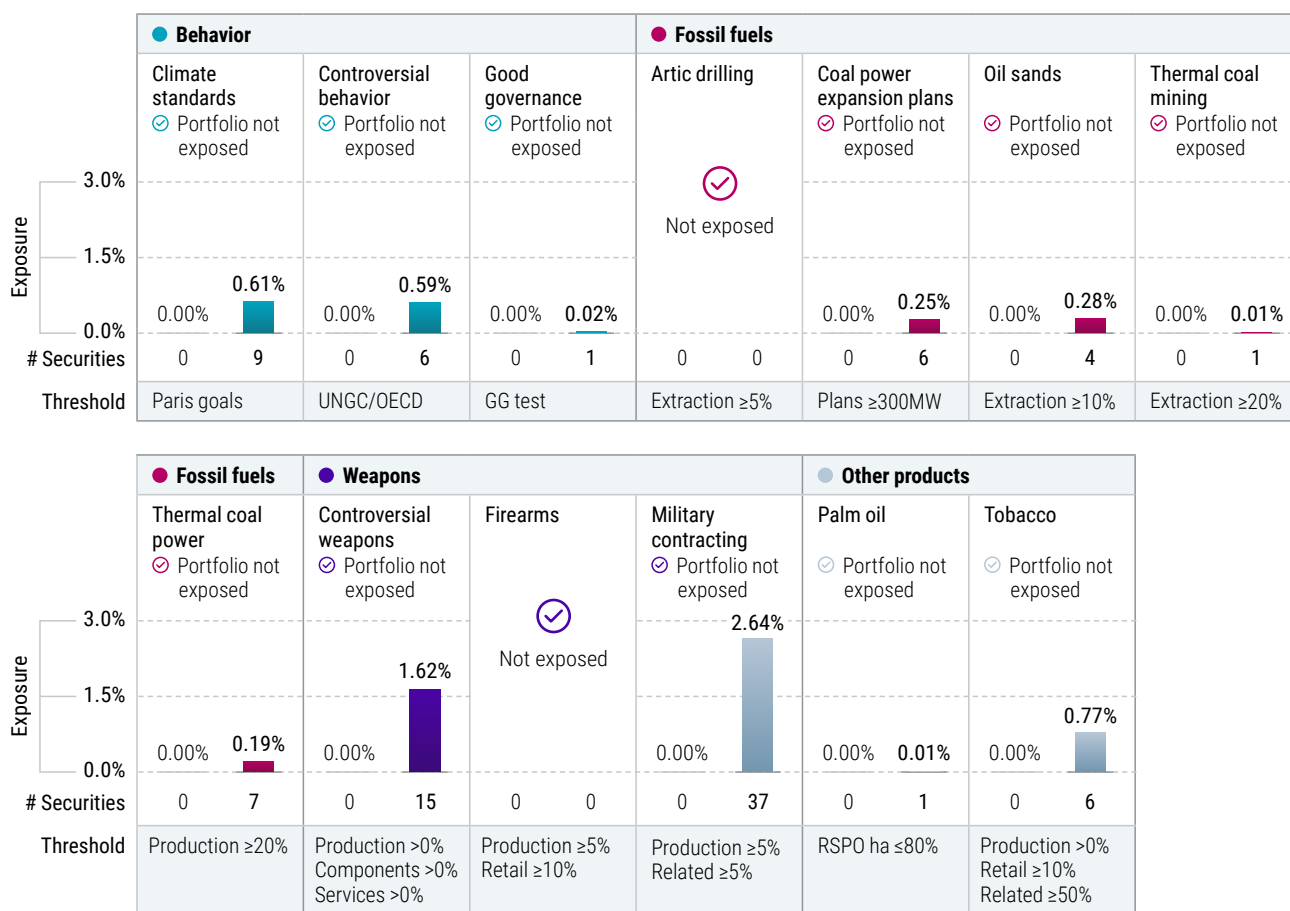 Behavior
Fossil fuels
Climate
standards
Portfolio not
exposed
Controversial
behavior
Portfolio not
exposed
Good
governance
Portfolio not
exposed
Artic drilling
Not exposed
Coal power
expansion plans
Portfolio not
exposed
Oil sands
Portfolio not
exposed
Thermal coal
mining
Portfolio not
exposed
Exposure
3.0%
1.5%
0.0%
0.00% 0.61% 0.00% 0.59% 0.00% 0.02% 0.00% 0.25% 0.00% 0.28% 0.00% 0.01%
# Securities 0 9 0 6 0 1 0 0 0 6 0 4 0 1
Threshold Paris goals UNGC/OECD GG test Extraction ≥5% Plans ≥300MW Extraction ≥10% Extraction ≥20%
Fossil fuels
Weapons
Other products
Thermal coal
power
Portfolio not
exposed
Controversial
weapons
Portfolio not
exposed
Firearms
Not exposed
Military
contracting
Portfolio not
exposed
Palm oil
Portfolio not
exposed
Tobacco
Portfolio not
exposed
Exposure
3.0%
1.5%
0.0%
0.00% 0.19% 0.00% 1.62% 0.00% 2.64% 0.00% 0.01% 0.00% 0.77%
# Securities 0 7 0 15 0 0 0 37 0 1 0 6
Threshold
Production ≥20%
Production >0%
Components >0%
Services >0%
Production ≥5%
Retail ≥10%
Production ≥5%
Related ≥5%
RSPO ha ≤80%
Production >0%
Retail ≥10%
Related ≥50%